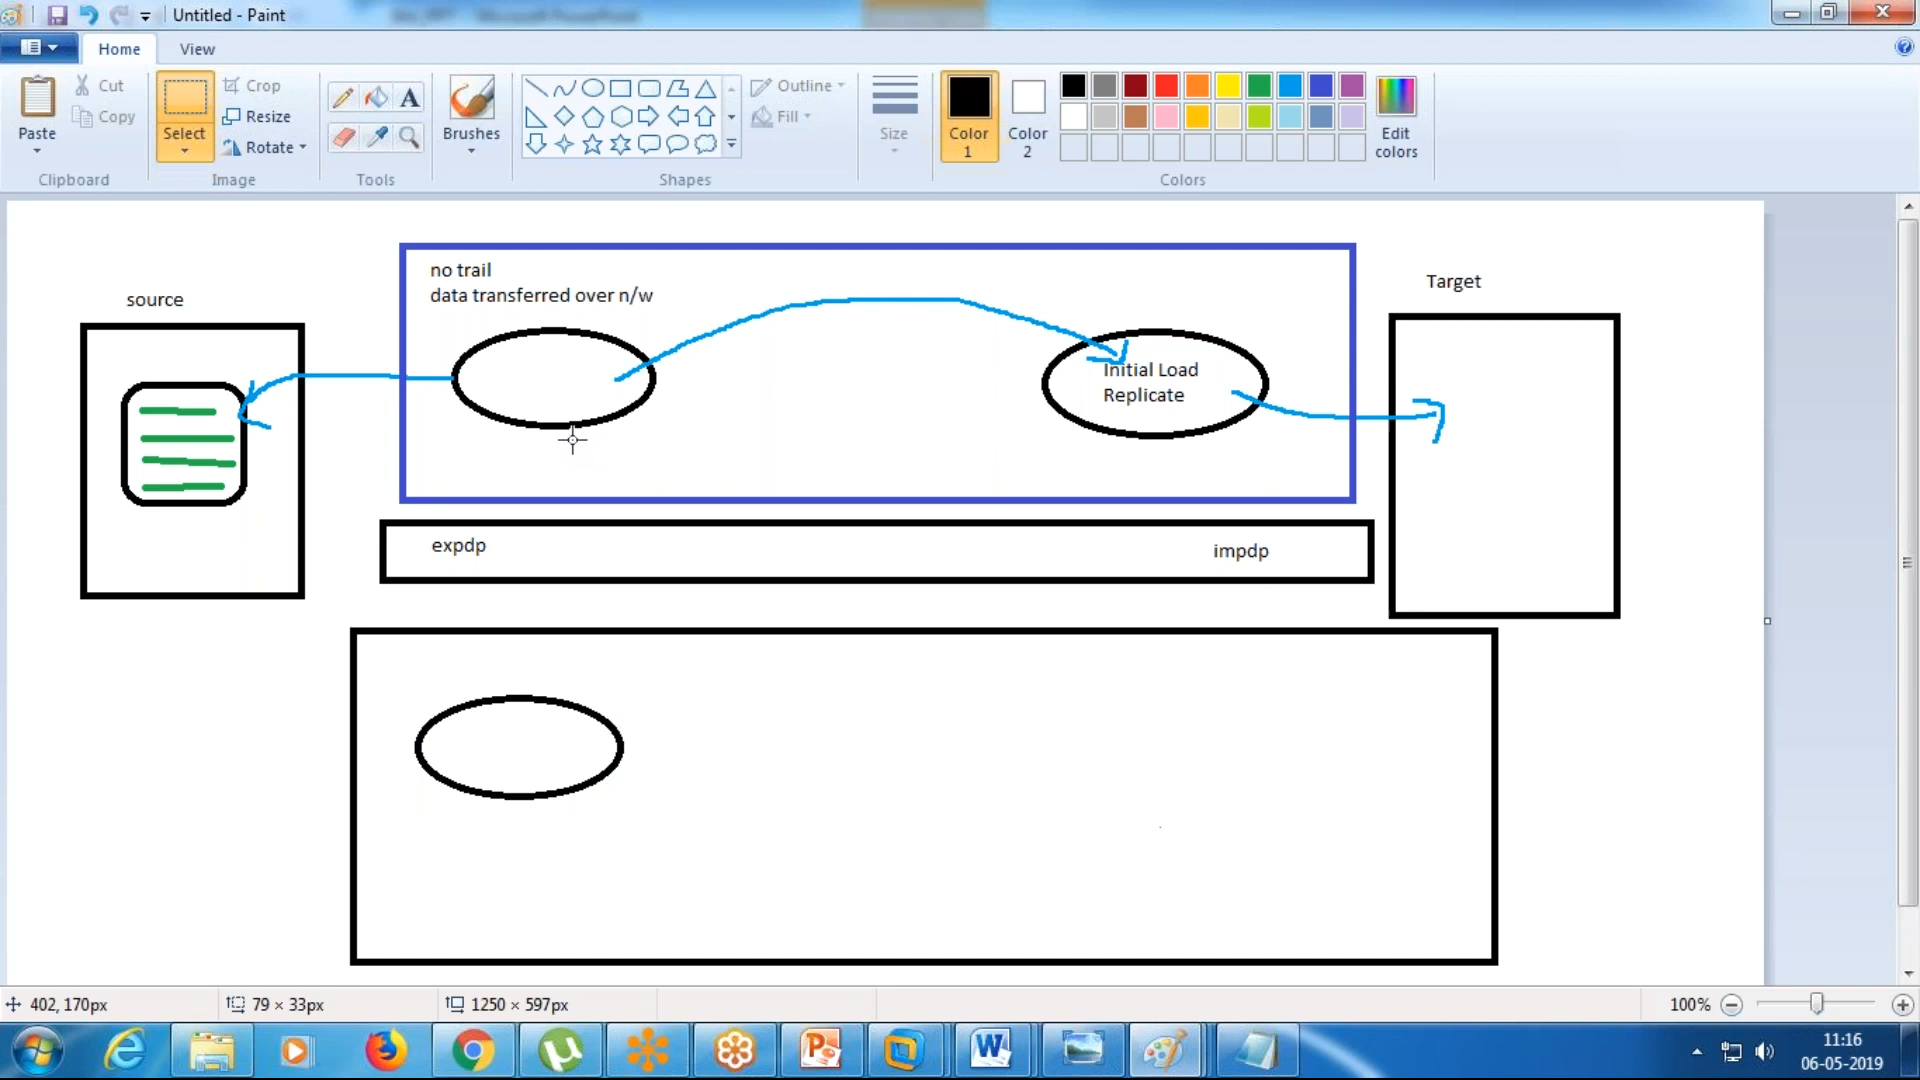 Untitled - Paint
Home
View
Paste
Cut
Copy
Clipboard
Select
Crop
Resize
Rotate
Image
Tools
Brushes
Shapes
Outline
Fill
Size
Color 1
Color 2
Edit colors
Colors
no trail
data transferred over n/w
source
Target
Initial Load
Replicate
expdp
impdp
402, 170px
79 × 33px
1250 × 597px
100%
11:16
06-05-2019